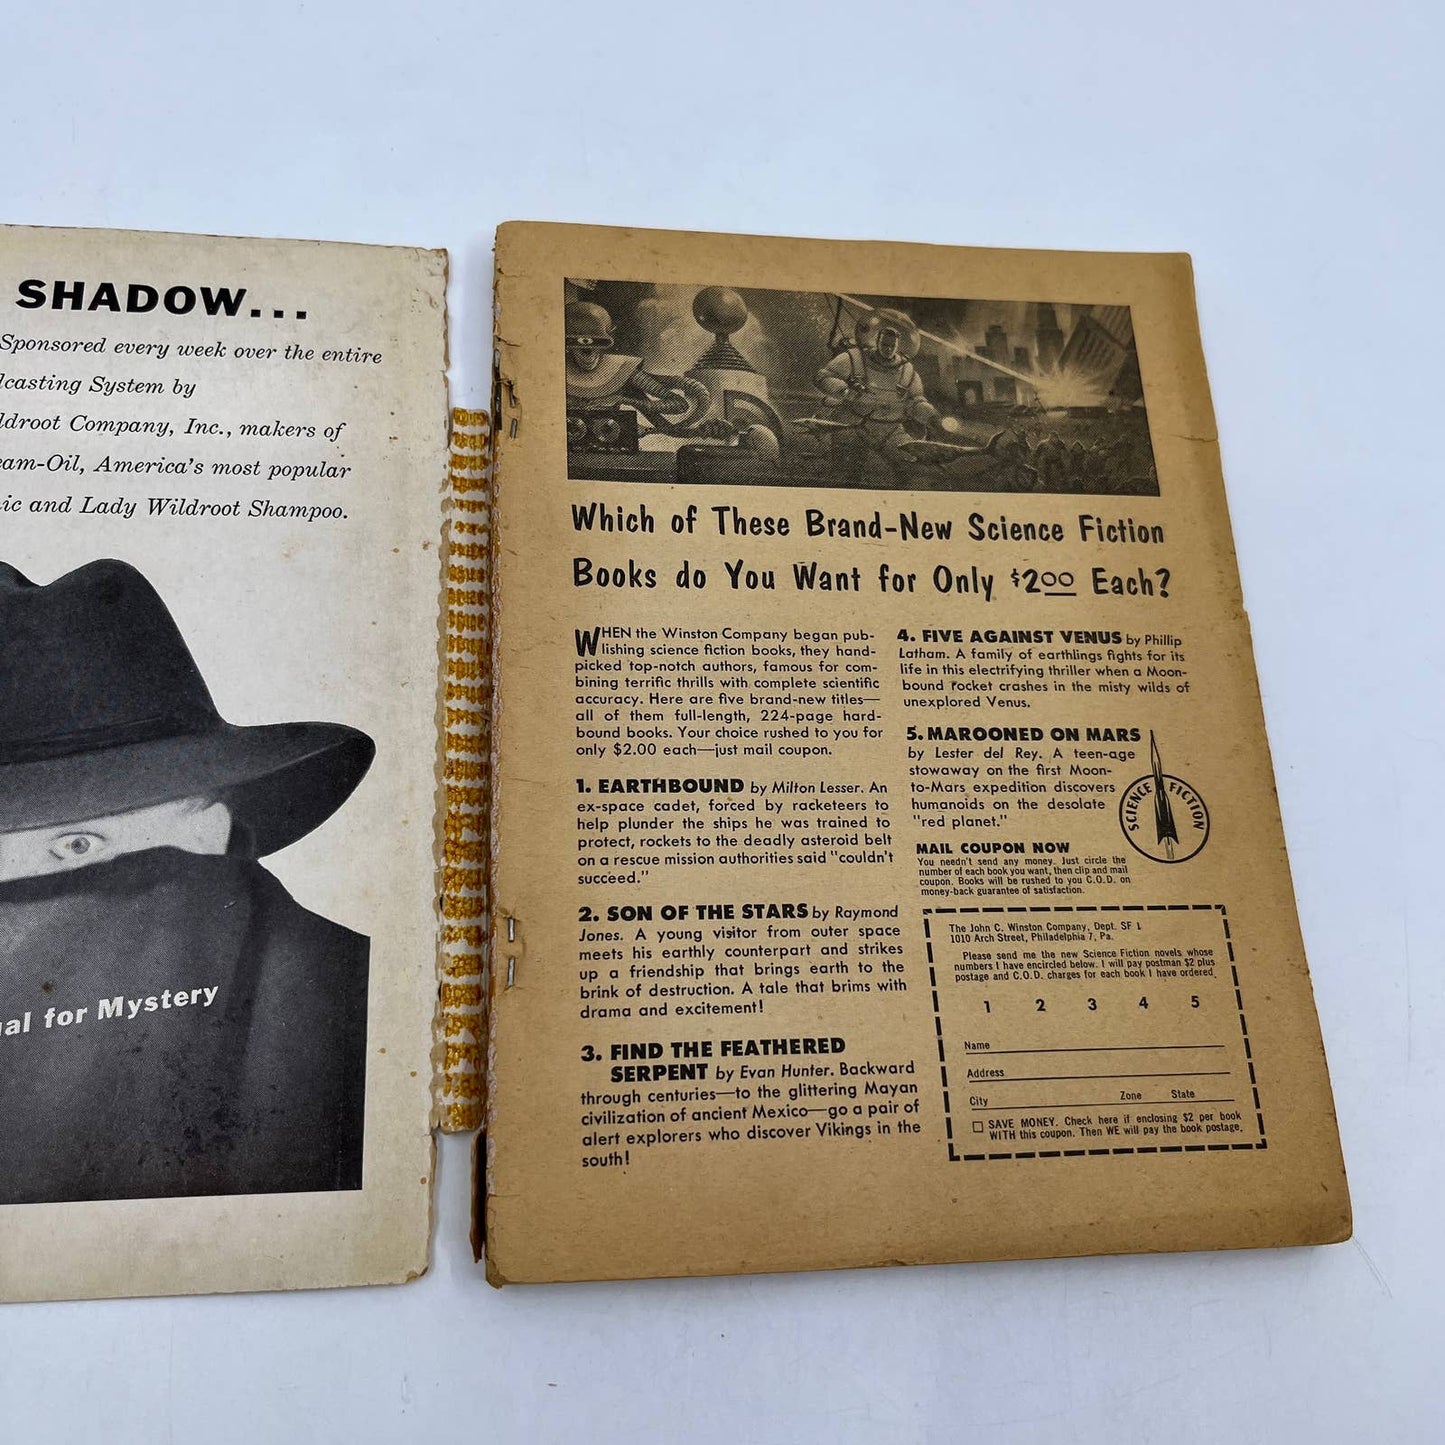 SHADOW...
Sponsored every week over the entire
System by
Company, Inc., makers of
America's most popular
and Lady Wildroot Shampoo.
for Mystery
Which of These Brand-New Science Fiction
Books do You Want for Only $2.00 Each?
WHEN the Winston Company began pub-
lishing science fiction books, they hand-
picked top-notch authors, famous for com-
bining terrific thrills with complete scientific
accuracy. Here are five brand-new titles—
all of them full-length, 224-page hard-
bound books. Your choice rushed to you for
only $2.00 each—just mail coupon.
1. EARTHBOUND by Milton Lesser. An
ex-space cadet, forced by racketeers to
help plunder the ships he was trained to
protect, rockets to the deadly asteroid belt
on a rescue mission authorities said "couldn't
succeed."
2. SON OF THE STARS by Raymond
Jones. A young visitor from outer space
meets his earthly counterpart and strikes
up a friendship that brings earth to the
brink of destruction. A tale that brims with
drama and excitement!
3. FIND THE FEATHERED
SERPENT by Evan Hunter. Backward
through centuries—to the glittering Mayan
civilization of ancient Mexico—go a pair of
alert explorers who discover Vikings in the
south!
4. FIVE AGAINST VENUS by Phillip
Latham. A family of earthlings fights for its
life in this electrifying thriller when a Moon-
bound rocket crashes in the misty wilds of
unexplored Venus.
5. MAROONED ON MARS
by Lester del Rey. A teen-age
stowaway on the first Moon-
to-Mars expedition discovers
humanoids on the desolate
"red planet."
SCIENCE FICTION
MAIL COUPON NOW
You needn't send any money. Just circle the
number of each book you want, then clip and mail
coupon. Books will be rushed to you C.O.D. on
money-back guarantee of satisfaction.
The John C. Winston Company, Dept. SF 1
1010 Arch Street, Philadelphia 7, Pa.
Please send me the new Science Fiction novels whose
numbers I have encircled below. I will pay postman $2 plus
postage and C.O.D. charges for each book I have ordered.
1 2 3 4 5
Name
Address
City Zone State
SAVE MONEY. Check here if enclosing $2 per book
WITH this coupon. Then WE will pay the book postage.